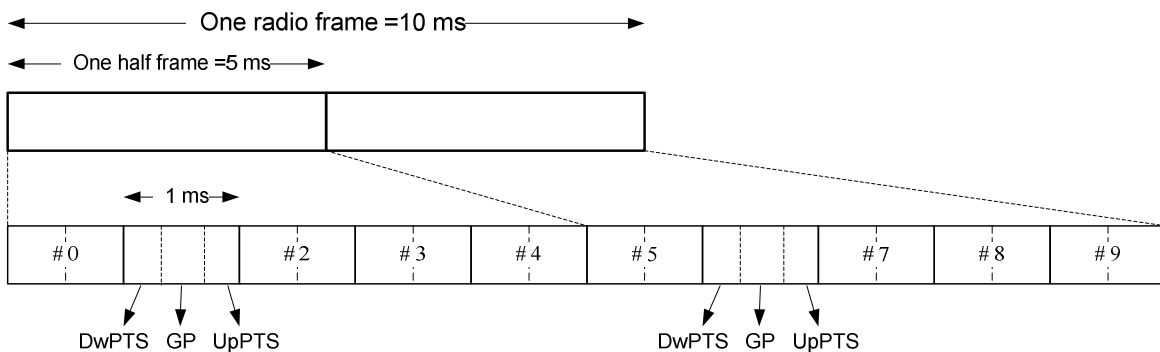 One radio frame =10 ms
One half frame =5 ms
1 ms
#0 #2 #3 #4 #5 #7 #8 #9
DwPTS GP UpPTS DwPTS GP UpPTS